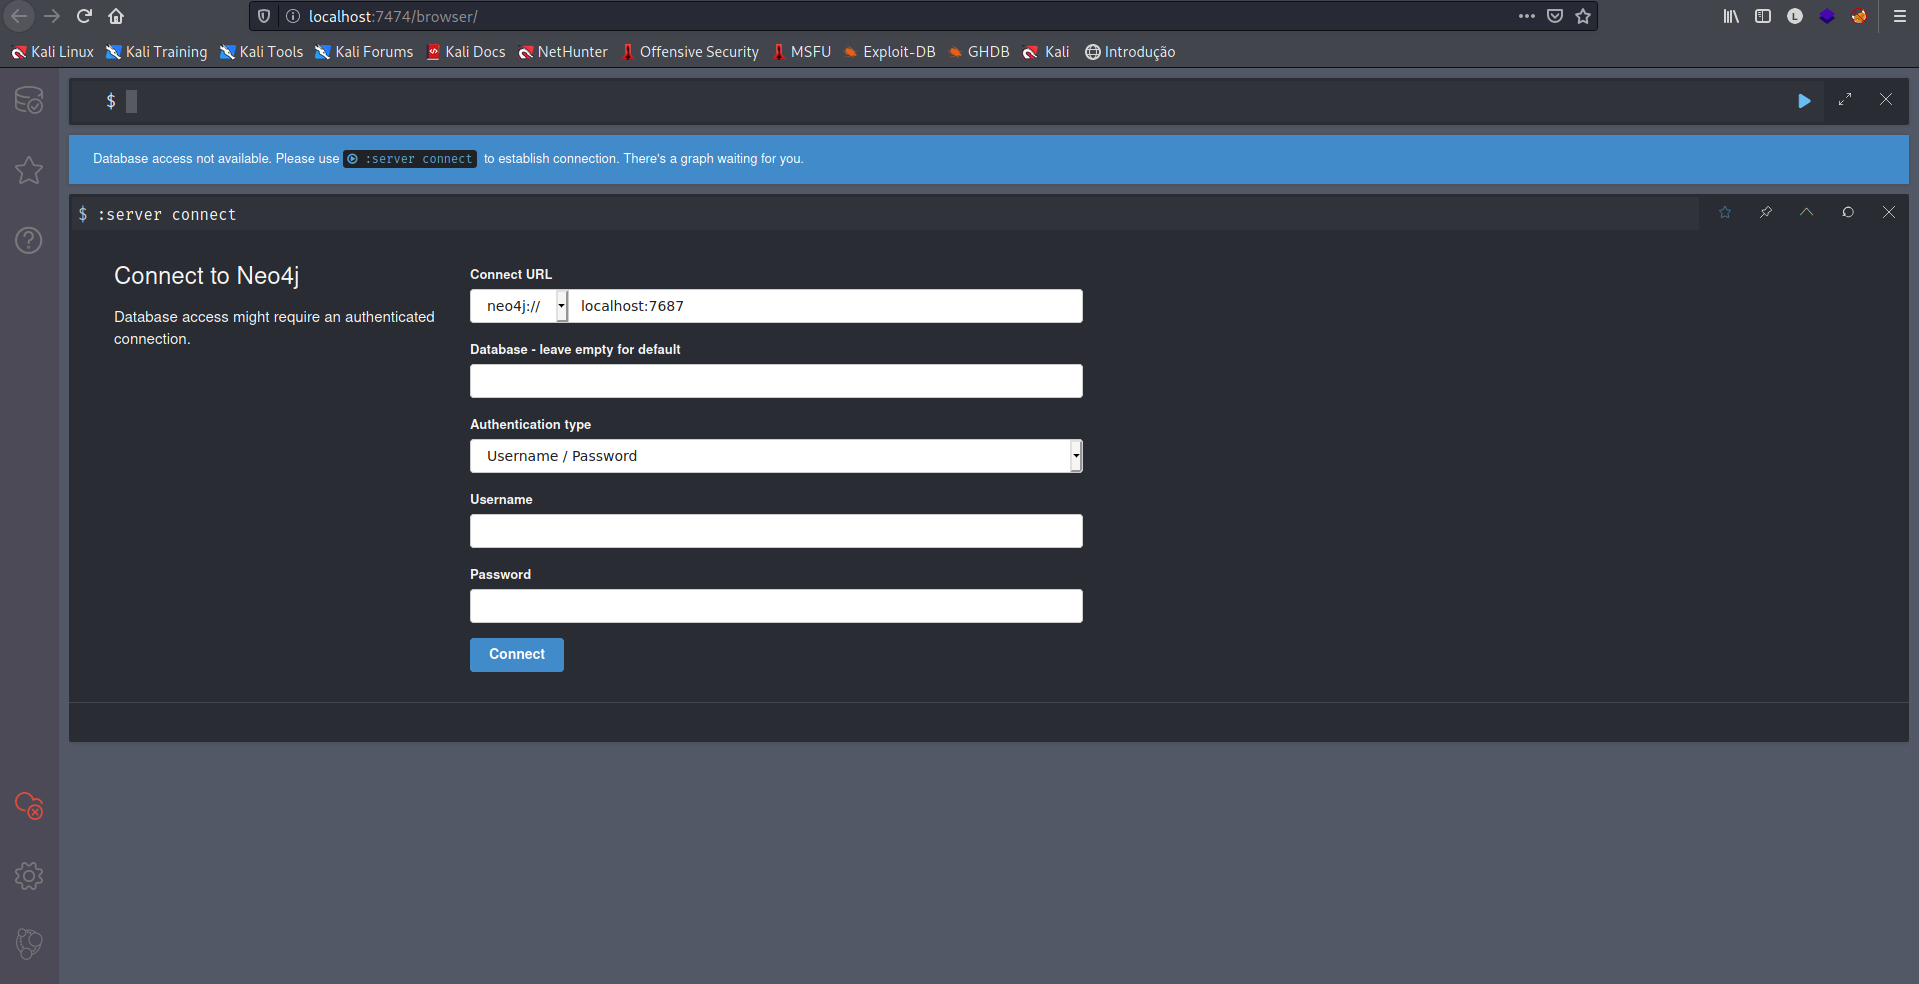 localhost:7474/browser/
Kali Linux Kali Training Kali Tools Kali Forums Kali Docs NetHunter Offensive Security MSFU Exploit-DB GHDB Kali Introdução
$
Database access not available. Please use :server connect to establish connection. There's a graph waiting for you.
$ :server connect
Connect to Neo4j
Database access might require an authenticated
connection.
Connect URL
neo4j:// localhost:7687
Database - leave empty for default
Authentication type
Username / Password
Username
Password
Connect